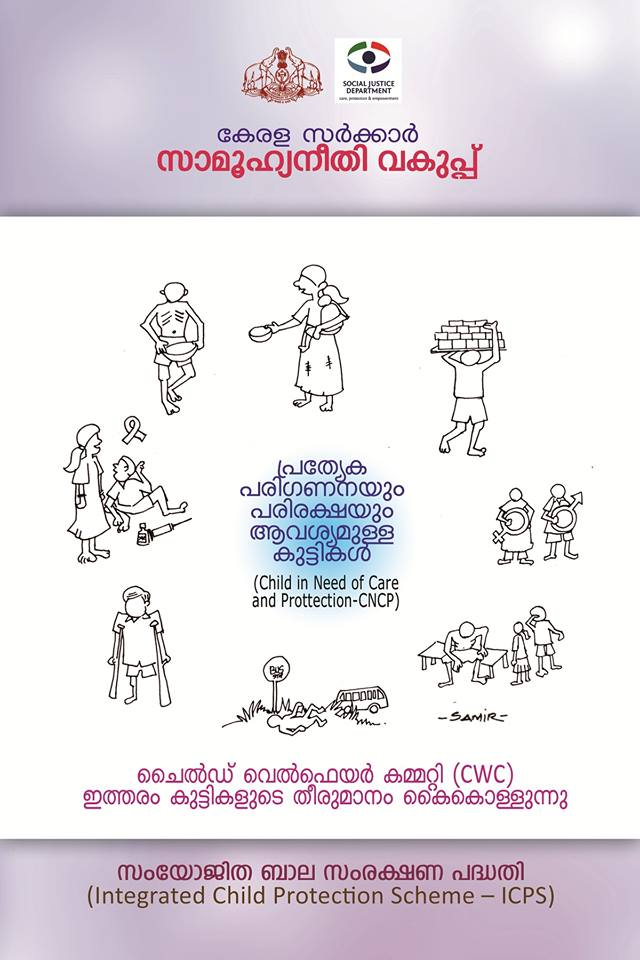 SOCIAL JUSTICE
DEPARTMENT
care, protection & empowerment
കേരള സർക്കാർ
സാമൂഹ്യനീതി വകുപ്പ്
പ്രത്യേക
പരിഗണനയും
പരിരക്ഷയും
ആവശ്യമുള്ള
കുട്ടികൾ
(Child in Need of Care
and Prottection-CNCP)
BUS
-SAMIR-
ചൈൽഡ് വെൽഫെയർ കമ്മറ്റി (CWC)
ഇത്തരം കുട്ടികളുടെ തീരുമാനം കൈകൊള്ളുന്നു
സംയോജിത ബാല സംരക്ഷണ പദ്ധതി
(Integrated Child Protection Scheme – ICPS)